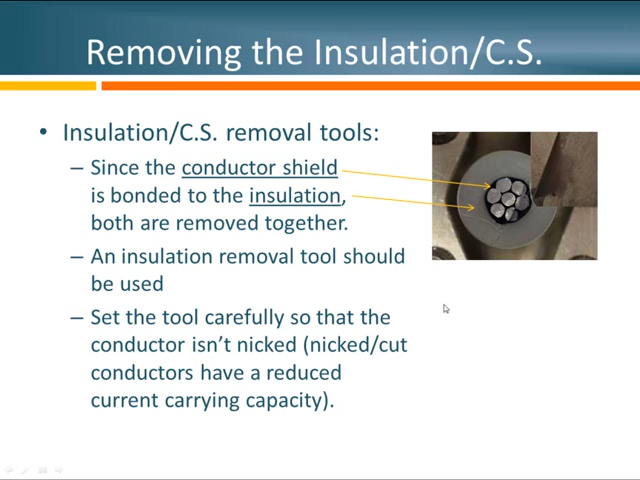 Removing the Insulation/C.S.
• Insulation/C.S. removal tools:
– Since the conductor shield
is bonded to the insulation,
both are removed together.
– An insulation removal tool should
be used
– Set the tool carefully so that the
conductor isn’t nicked (nicked/cut
conductors have a reduced
current carrying capacity).